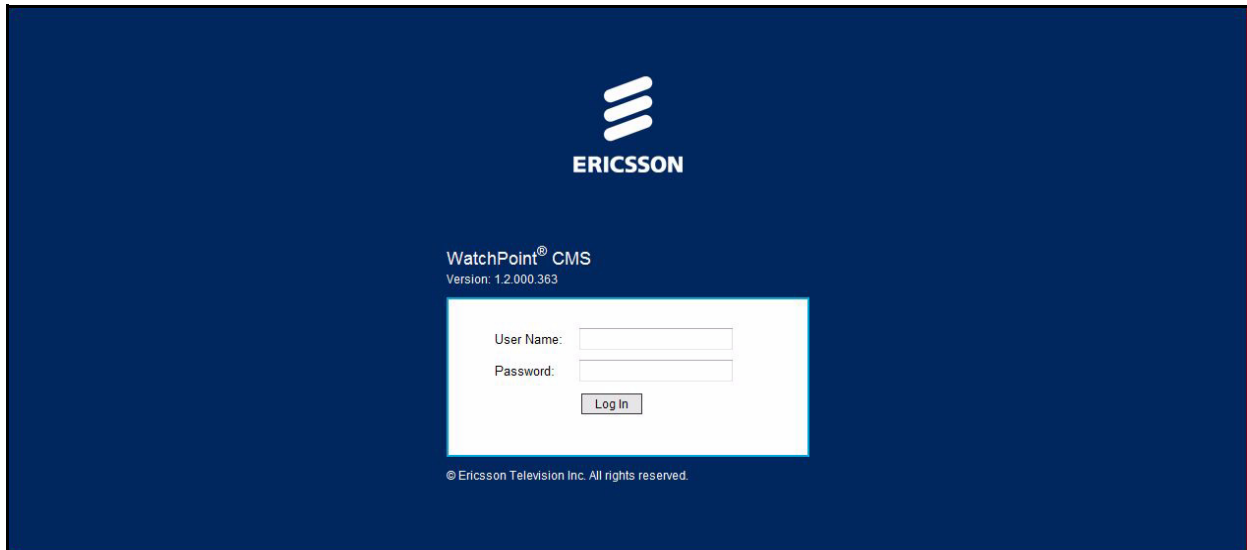 ERICSSON
WatchPoint® CMS
Version: 1.2.000.363
User Name:
Password:
Log In
© Ericsson Television Inc. All rights reserved.